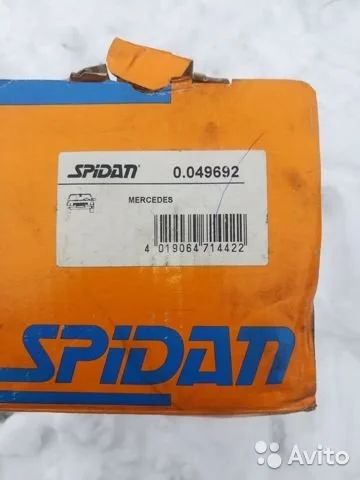 SPIDAN 0.049692
MERCEDES
4 019064 714422
SPIDAN
Avito